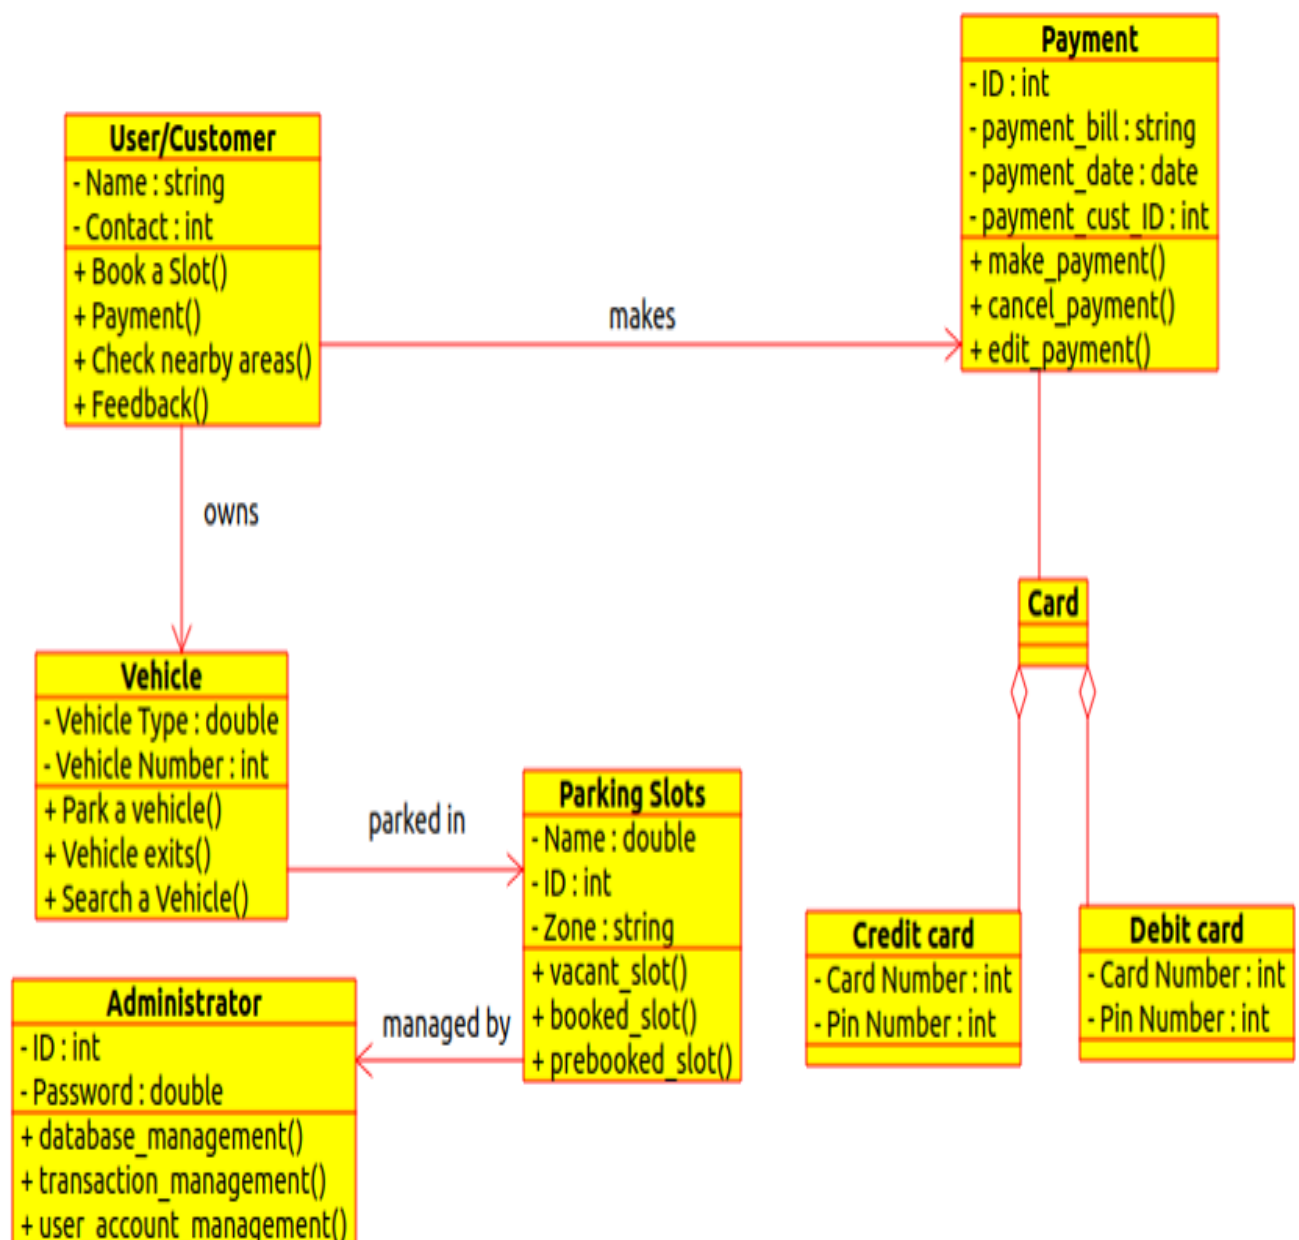 User/Customer
- Name : string
- Contact : int
+ Book a Slot()
+ Payment()
+ Check nearby areas()
+ Feedback()
makes
Payment
- ID : int
- payment_bill : string
- payment_date : date
- payment_cust_ID : int
+ make_payment()
+ cancel_payment()
+ edit_payment()
owns
Vehicle
- Vehicle Type : double
- Vehicle Number : int
+ Park a vehicle()
+ Vehicle exits()
+ Search a Vehicle()
parked in
Parking Slots
- Name : double
- ID : int
- Zone : string
+ vacant_slot()
+ booked_slot()
+ prebooked_slot()
managed by
Administrator
- ID : int
- Password : double
+ database_management()
+ transaction_management()
+ user_account_management()
Card
Credit card
- Card Number : int
- Pin Number : int
Debit card
- Card Number : int
- Pin Number : int